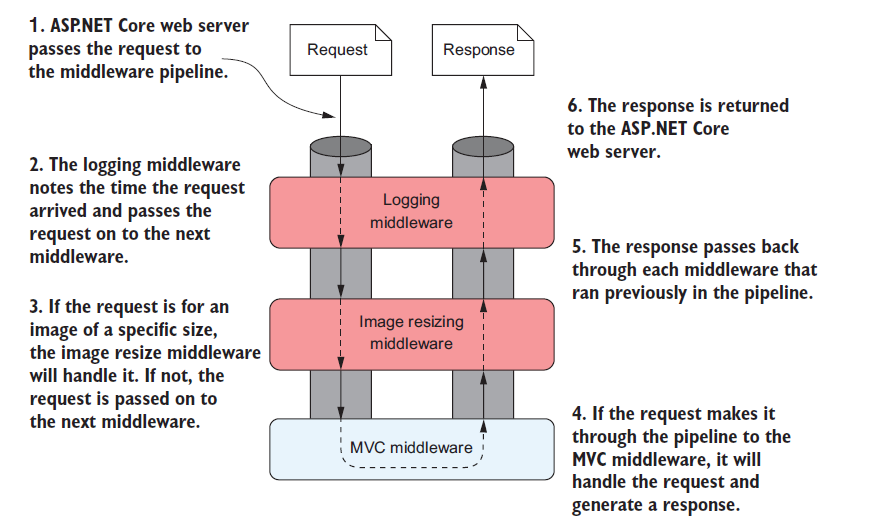 1. ASP.NET Core web server
passes the request to
the middleware pipeline.
Request
Response
6. The response is returned
to the ASP.NET Core
web server.
2. The logging middleware
notes the time the request
arrived and passes the
request on to the next
middleware.
Logging
middleware
5. The response passes back
through each middleware that
ran previously in the pipeline.
3. If the request is for an
image of a specific size,
the image resize middleware
will handle it. If not, the
request is passed on to
the next middleware.
Image resizing
middleware
4. If the request makes it
through the pipeline to the
MVC middleware, it will
handle the request and
generate a response.
MVC middleware